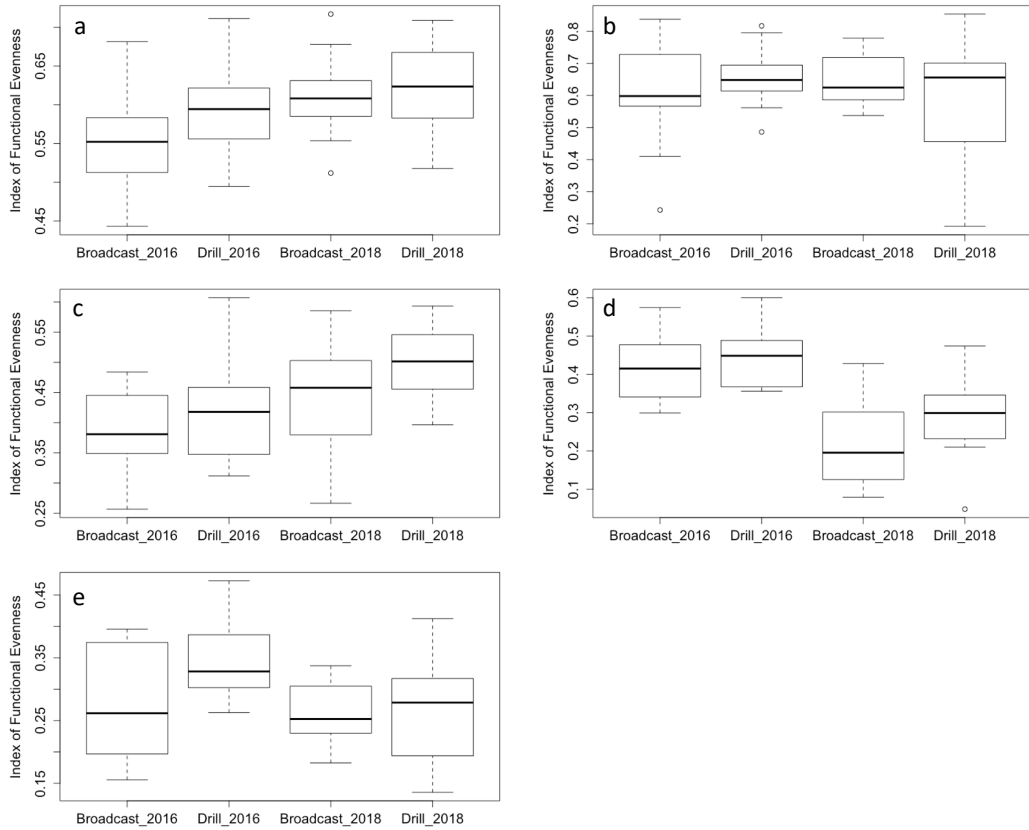 a
Index of Functional Evenness
0.45 0.55 0.65
Broadcast_2016 Drill_2016 Broadcast_2018 Drill_2018
b
Index of Functional Evenness
0.2 0.3 0.4 0.5 0.6 0.7 0.8
Broadcast_2016 Drill_2016 Broadcast_2018 Drill_2018
c
Index of Functional Evenness
0.25 0.35 0.45 0.55
Broadcast_2016 Drill_2016 Broadcast_2018 Drill_2018
d
Index of Functional Evenness
0.1 0.2 0.3 0.4 0.5 0.6
Broadcast_2016 Drill_2016 Broadcast_2018 Drill_2018
e
Index of Functional Evenness
0.15 0.25 0.35 0.45
Broadcast_2016 Drill_2016 Broadcast_2018 Drill_2018